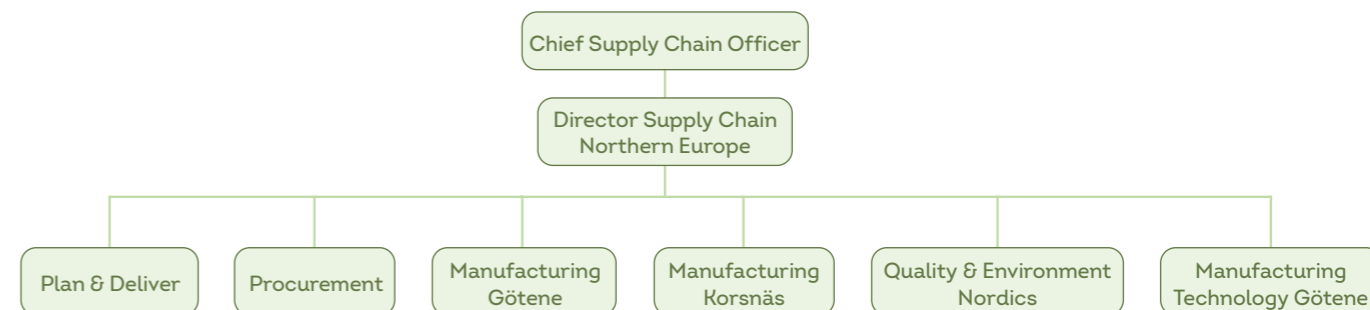 Chief Supply Chain Officer
Director Supply Chain
Northern Europe
Plan & Deliver
Procurement
Manufacturing
Götene
Manufacturing
Korsnäs
Quality & Environment
Nordics
Manufacturing
Technology Götene